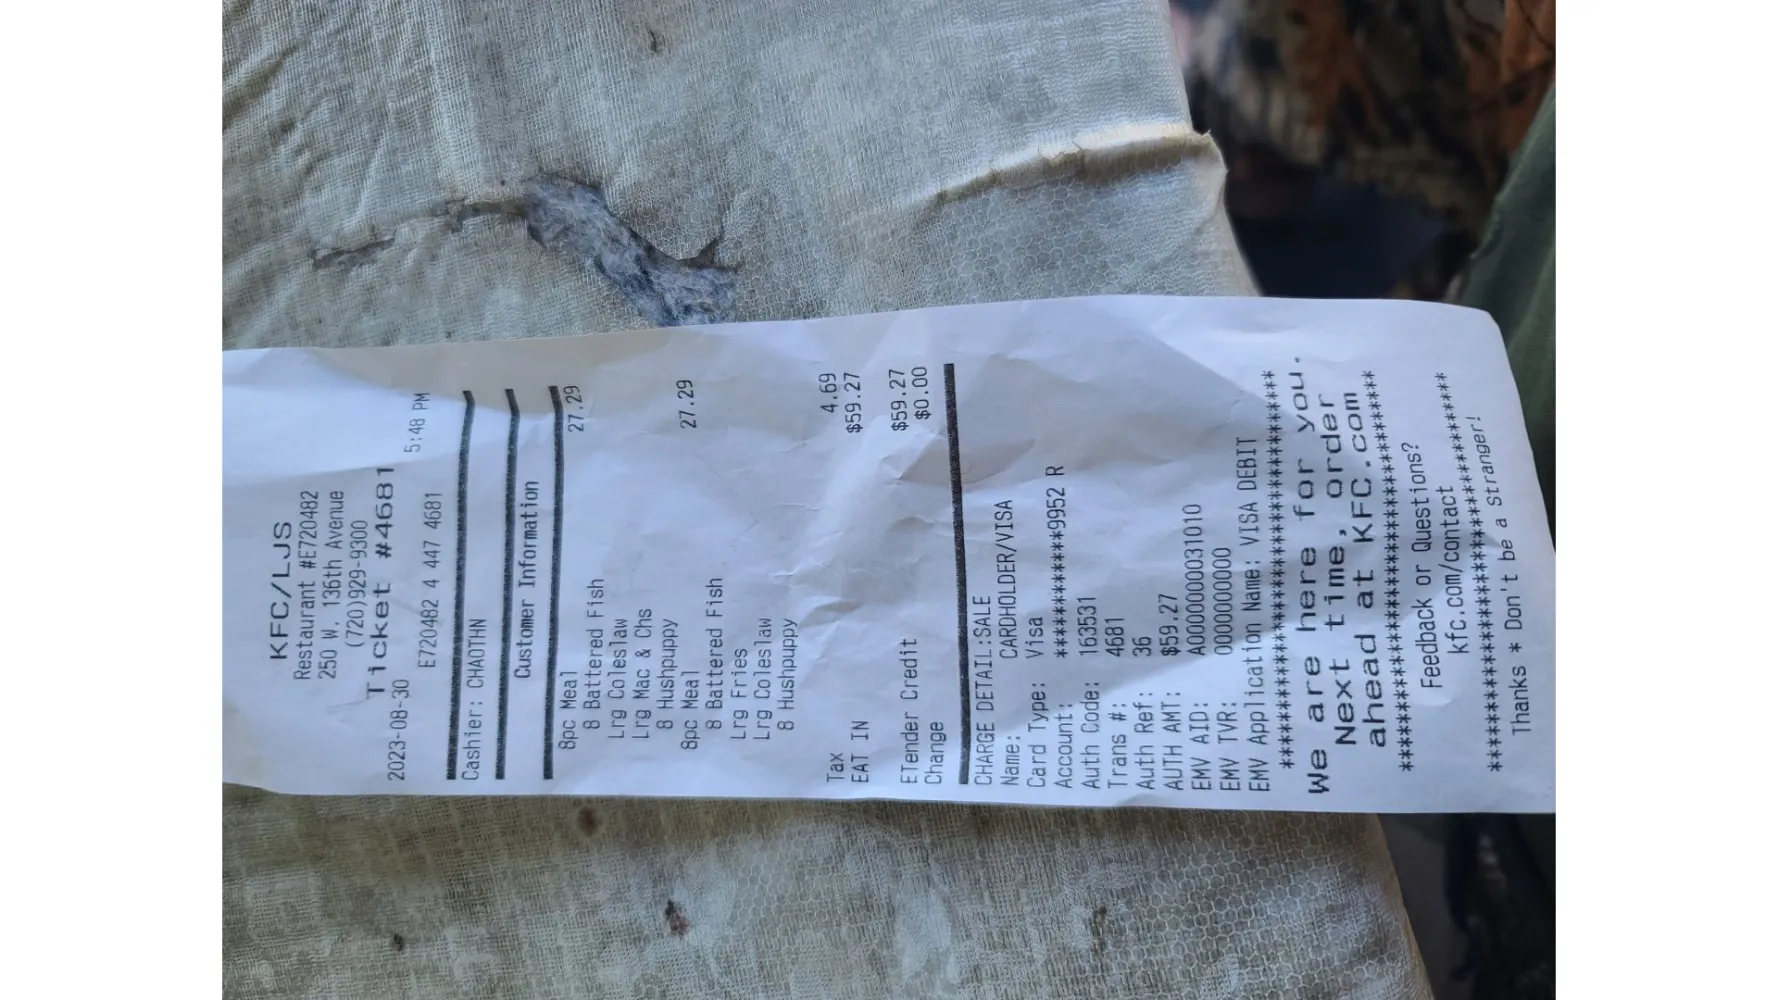 KFC/LJS
Restaurant #E720482
250 W. 136th Avenue
(720)929-9300
Ticket #4681
2023-08-30 5:48 PM
E720482 4 447 4681
Cashier: CHAOTHN
Customer Information
8pc Meal 27.29
8 Battered Fish
Lrg Coleslaw
Lrg Mac & Chs
8 Hushpuppy
8pc Meal 27.29
8 Battered Fish
Lrg Fries
Lrg Coleslaw
8 Hushpuppy
Tax 4.69
EAT IN $59.27
ETender Credit $59.27
Change $0.00
CHARGE DETAIL:SALE
Name: CARDHOLDER/VISA
Card Type: Visa
Account: ************9952 R
Auth Code: 163531
Trans #: 4681
Auth Ref: 36
AUTH AMT: $59.27
EMV AID: A0000000031010
EMV TVR: 0000000000
EMV Application Name: VISA DEBIT
****************************************
We are here for you.
Next time, order
ahead at KFC.com
****************************************
Feedback or Questions?
kfc.com/contact
****************************************
Thanks * Don't be a stranger!